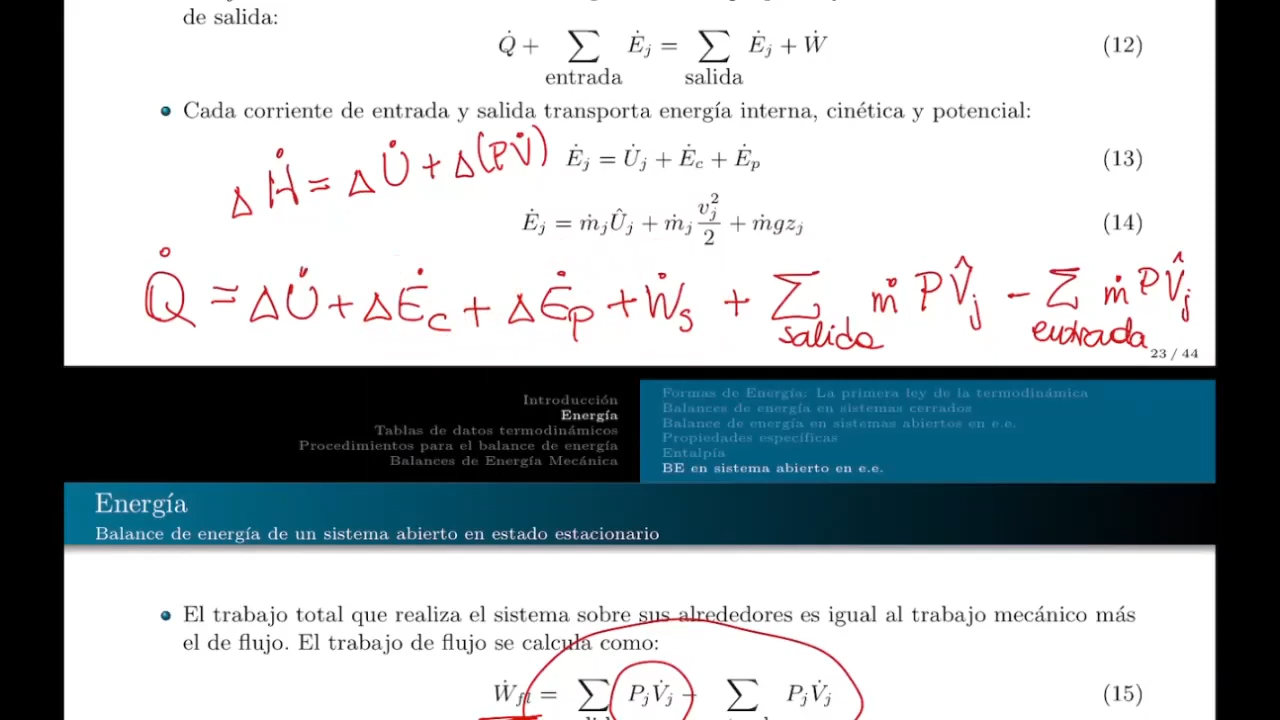 de salida:
Q̇ + ∑ Ėj = ∑ Ėj + Ẇ (12)
entrada salida
Cada corriente de entrada y salida transporta energía interna, cinética y potencial:
Δ Ḣ = Δ U̇ + Δ(PV̇)
Ėj = U̇j + Ėc + Ėp (13)
Ėj = ṁjÛj + ṁj vj²/2 + ṁgzj (14)
Q̇ = ΔU̇ + ΔĖc + ΔĖp + Ẇs + ∑ ṁ PV̂j − ∑ ṁ PV̂j
salida entrada
23 / 44
Introducción
Energía
Tablas de datos termodinámicos
Procedimientos para el balance de energía
Balances de Energía Mecánica
Formas de Energía: La primera ley de la termodinámica
Balances de energía en sistemas cerrados
Balance de energía en sistemas abiertos en e.e.
Propiedades específicas
Entalpía
BE en sistema abierto en e.e.
Energía
Balance de energía de un sistema abierto en estado estacionario
El trabajo total que realiza el sistema sobre sus alrededores es igual al trabajo mecánico más
el de flujo. El trabajo de flujo se calcula como:
Ẇfl = ∑ PjV̇j − ∑ PjV̇j (15)